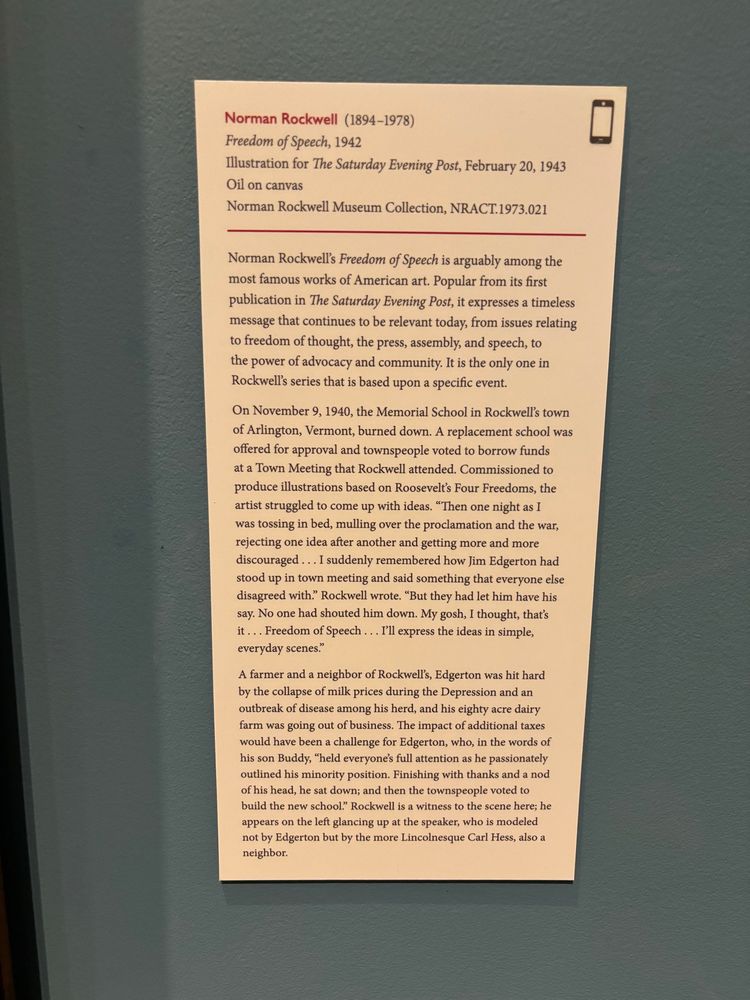 Norman Rockwell (1894–1978)
Freedom of Speech, 1942
Illustration for The Saturday Evening Post, February 20, 1943
Oil on canvas
Norman Rockwell Museum Collection, NRACT.1973.021
Norman Rockwell's Freedom of Speech is arguably among the
most famous works of American art. Popular from its first
publication in The Saturday Evening Post, it expresses a timeless
message that continues to be relevant today, from issues relating
to freedom of thought, the press, assembly, and speech, to
the power of advocacy and community. It is the only one in
Rockwell's series that is based upon a specific event.
On November 9, 1940, the Memorial School in Rockwell's town
of Arlington, Vermont, burned down. A replacement school was
offered for approval and townspeople voted to borrow funds
at a Town Meeting that Rockwell attended. Commissioned to
produce illustrations based on Roosevelt's Four Freedoms, the
artist struggled to come up with ideas. “Then one night as I
was tossing in bed, mulling over the proclamation and the war,
rejecting one idea after another and getting more and more
discouraged . . . I suddenly remembered how Jim Edgerton had
stood up in town meeting and said something that everyone else
disagreed with.” Rockwell wrote. “But they had let him have his
say. No one had shouted him down. My gosh, I thought, that's
it . . . Freedom of Speech . . . I'll express the ideas in simple,
everyday scenes.”
A farmer and a neighbor of Rockwell's, Edgerton was hit hard
by the collapse of milk prices during the Depression and an
outbreak of disease among his herd, and his eighty acre dairy
farm was going out of business. The impact of additional taxes
would have been a challenge for Edgerton, who, in the words of
his son Buddy, “held everyone's full attention as he passionately
outlined his minority position. Finishing with thanks and a nod
of his head, he sat down; and then the townspeople voted to
build the new school.” Rockwell is a witness to the scene here; he
appears on the left glancing up at the speaker, who is modeled
not by Edgerton but by the more Lincolnesque Carl Hess, also a
neighbor.